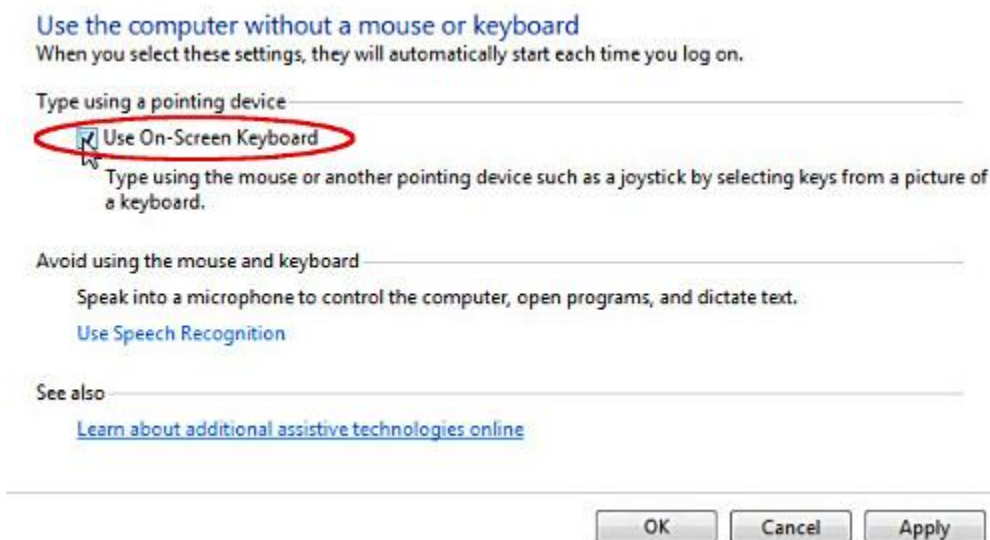 Use the computer without a mouse or keyboard
When you select these settings, they will automatically start each time you log on.
Type using a pointing device
Use On-Screen Keyboard
Type using the mouse or another pointing device such as a joystick by selecting keys from a picture of
a keyboard.
Avoid using the mouse and keyboard
Speak into a microphone to control the computer, open programs, and dictate text.
Use Speech Recognition
See also
Learn about additional assistive technologies online
OK Cancel Apply